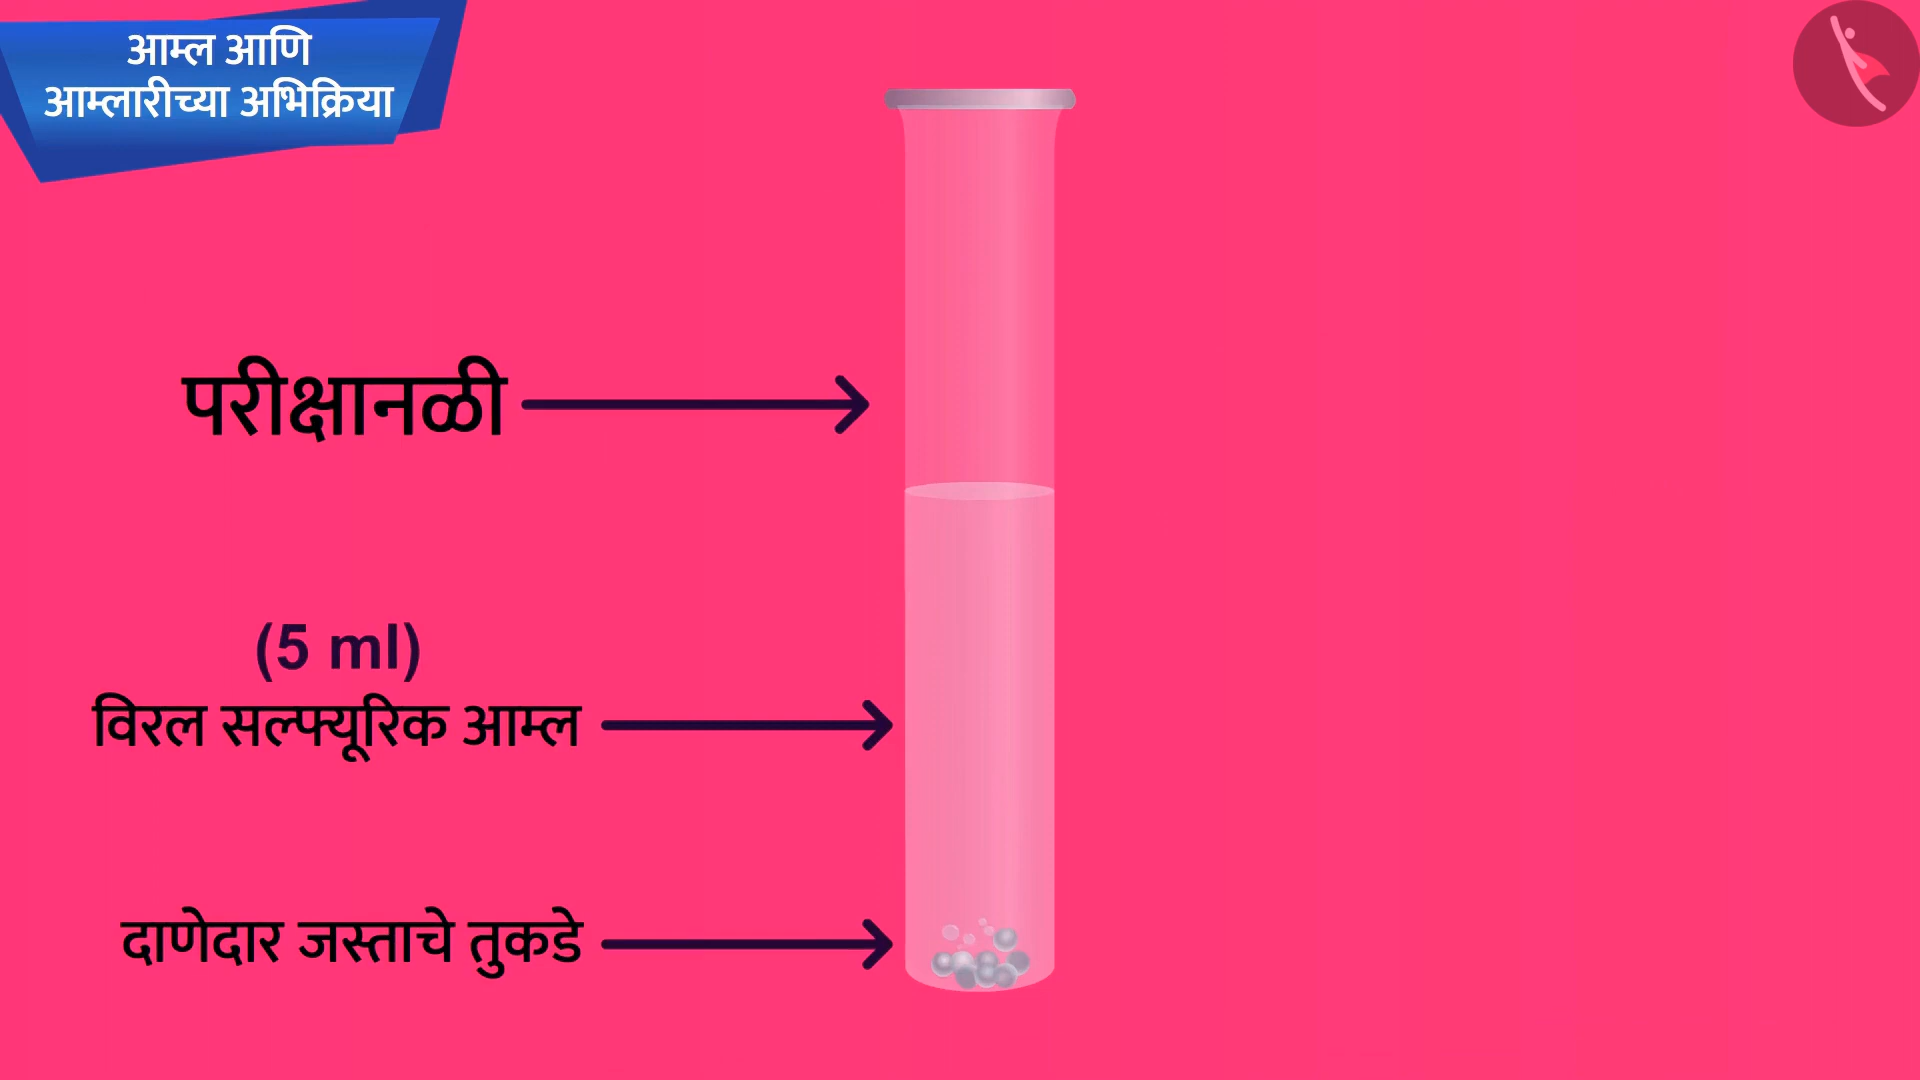 आम्ल आणि
आम्लारीच्या अभिक्रिया
परीक्षानळी
(5 ml)
विरल सल्फ्यूरिक आम्ल
दाणेदार जस्ताचे तुकडे